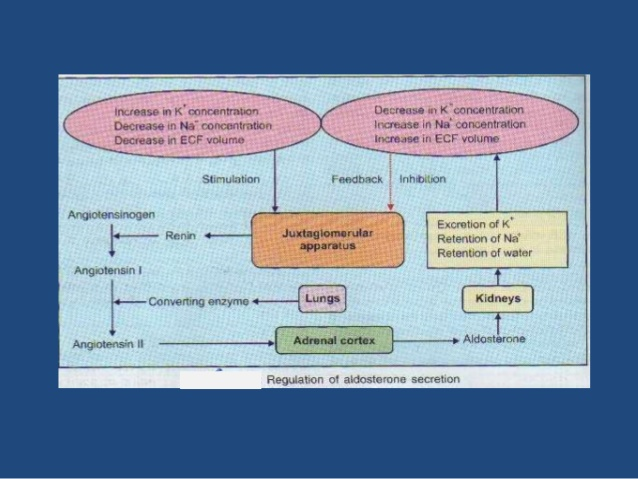 Increase in K+ concentration
Decrease in Na+ concentration
Decrease in ECF volume
Decrease in K+ concentration
Increase in Na+ concentration
Increase in ECF volume
Stimulation
Feedback
Inhibition
Angiotensinogen
Renin
Juxtaglomerular
apparatus
Excretion of K+
Retention of Na+
Retention of water
Angiotensin I
Converting enzyme
Lungs
Kidneys
Angiotensin II
Adrenal cortex
Aldosterone
Regulation of aldosterone secretion